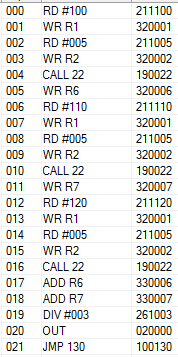 000 RD #100 211100
001 WR R1 320001
002 RD #005 211005
003 WR R2 320002
004 CALL 22 190022
005 WR R6 320006
006 RD #110 211110
007 WR R1 320001
008 RD #005 211005
009 WR R2 320002
010 CALL 22 190022
011 WR R7 320007
012 RD #120 211120
013 WR R1 320001
014 RD #005 211005
015 WR R2 320002
016 CALL 22 190022
017 ADD R6 330006
018 ADD R7 330007
019 DIV #003 261003
020 OUT 020000
021 JMP 130 100130